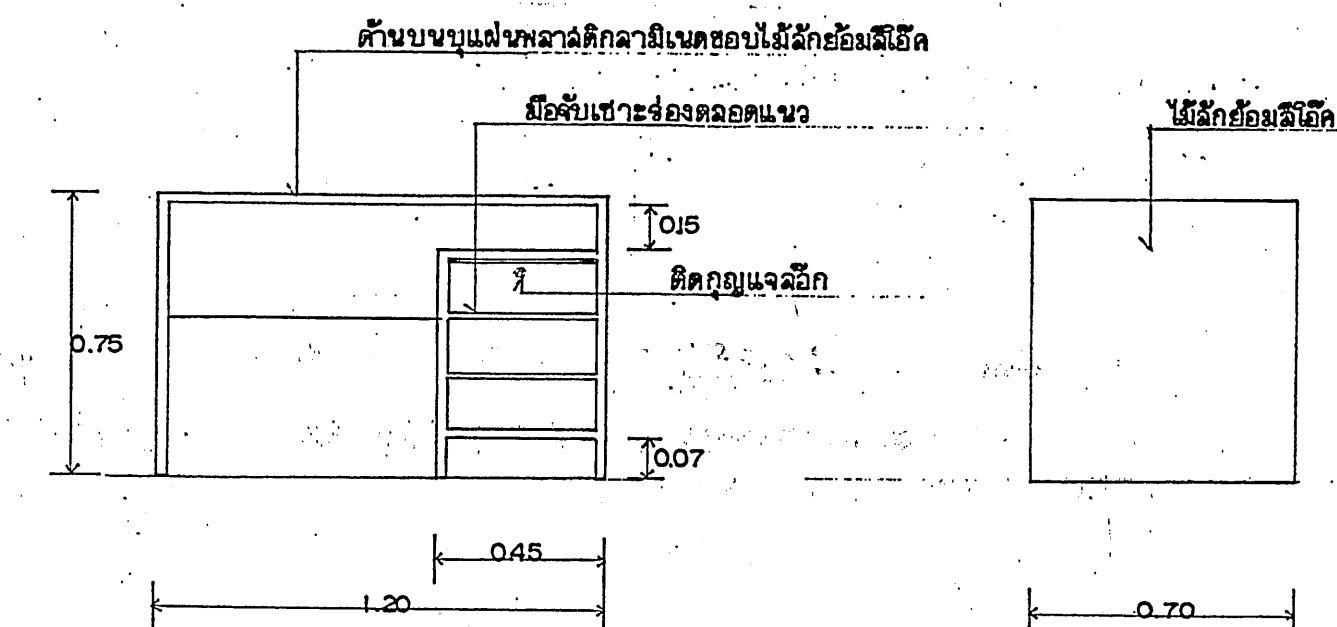 ด้านบนบุแผ่นพลาสติกลามิเนตขอบไม้สักย้อมสีโอ๊ค
มือจับเซาะร่องตลอดแนว
ไม้สักย้อมสีโอ๊ค
0.15
ติดกุญแจล๊อก
0.75
0.07
0.45
1.20
0.70